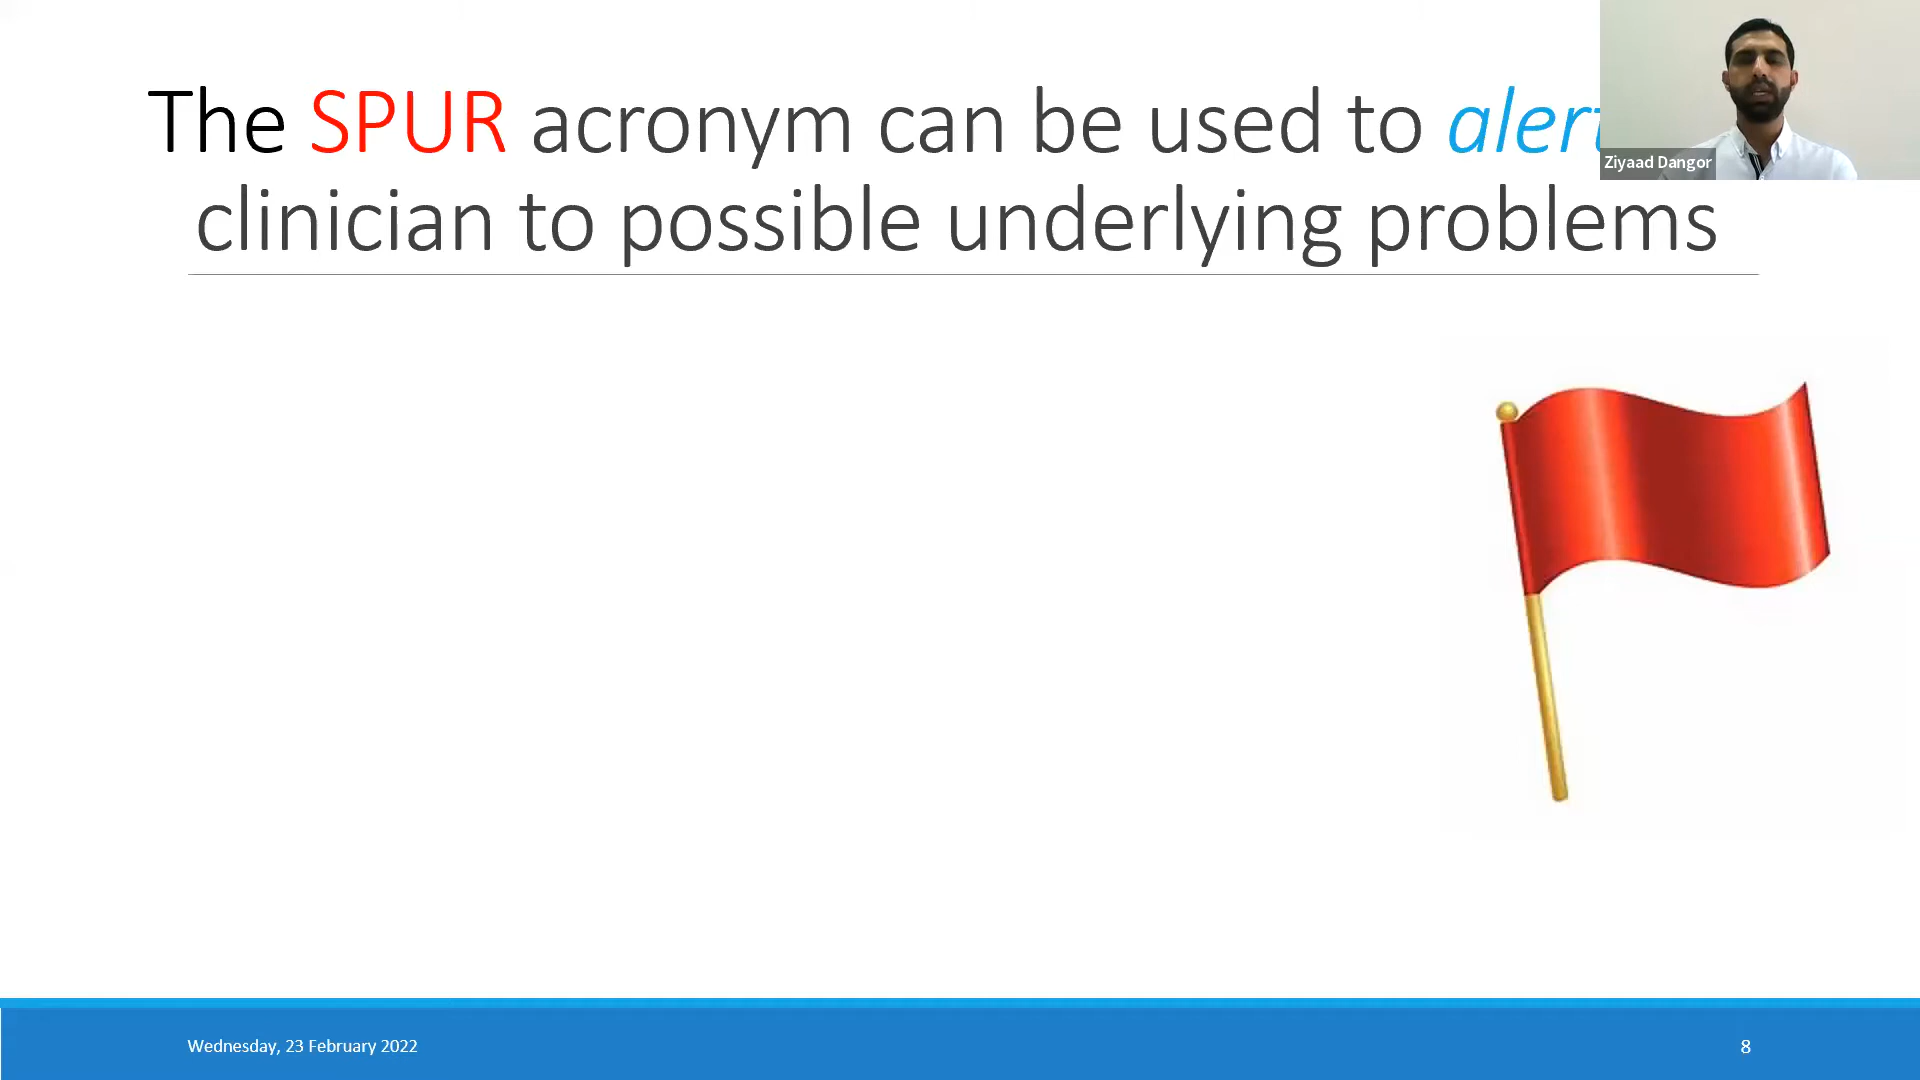 The SPUR acronym can be used to alert
clinician to possible underlying problems
Ziyaad Dangor
Wednesday, 23 February 2022
8